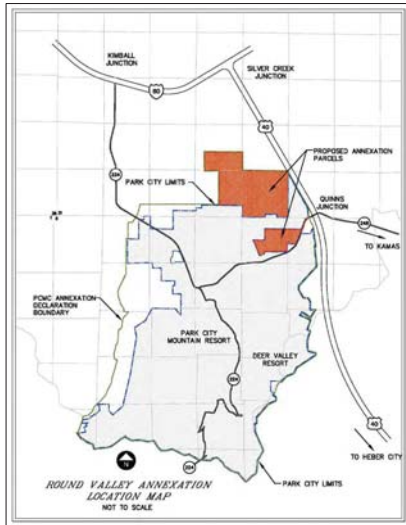 KIMBALL
JUNCTION
SILVER CREEK
JUNCTION
80
40
PROPOSED ANNEXATION
PARCELS
224
PARK CITY LIMITS
QUINNS
JUNCTION
248
TO KAMAS
PCMC ANNEXATION
DECLARATION
BOUNDARY
PARK CITY
MOUNTAIN RESORT
DEER VALLEY
RESORT
224
40
TO HEBER CITY
224
N
PARK CITY LIMITS
ROUND VALLEY ANNEXATION
LOCATION MAP
NOT TO SCALE